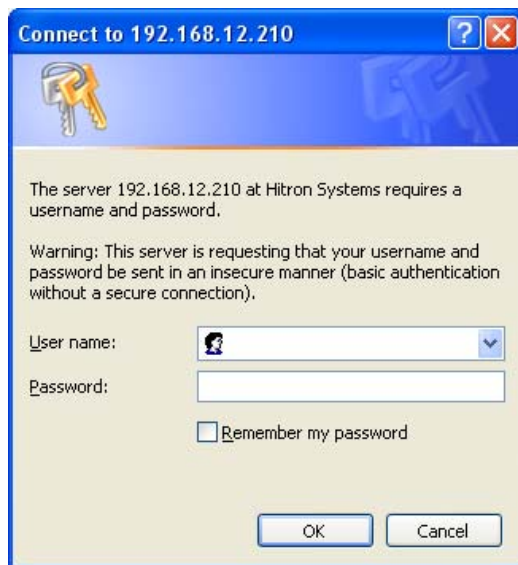 Connect to 192.168.12.210
The server 192.168.12.210 at Hitron Systems requires a
username and password.
Warning: This server is requesting that your username and
password be sent in an insecure manner (basic authentication
without a secure connection).
User name:
Password:
Remember my password
OK
Cancel